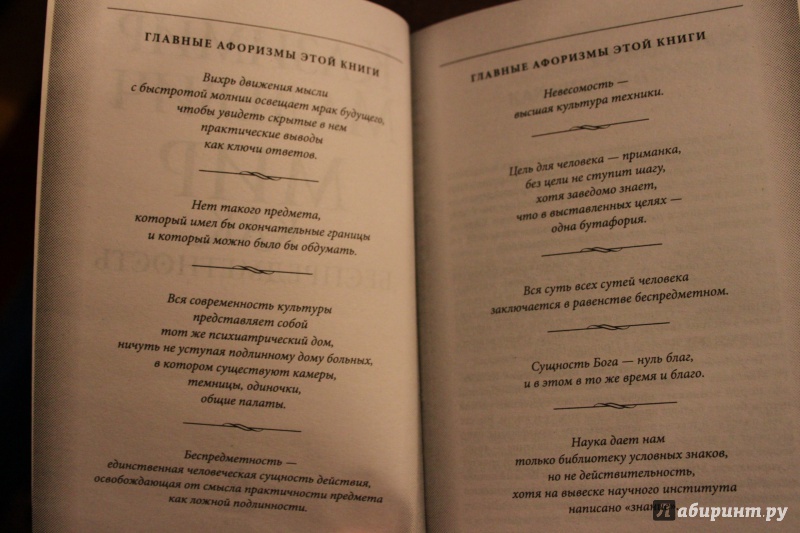 ГЛАВНЫЕ АФОРИЗМЫ ЭТОЙ КНИГИ
Вихрь движения мысли
с быстротой молнии освещает мрак будущего,
чтобы увидеть скрытые в нем
практические выводы
как ключи ответов.
Нет такого предмета,
который имел бы окончательные границы
и который можно было бы обдумать.
Вся современность культуры
представляет собой
тот же психиатрический дом,
ничуть не уступая подлинному дому больных,
в котором существуют камеры,
темницы, одиночки,
общие палаты.
Беспредметность —
единственная человеческая сущность действия,
освобождающая от смысла практичности предмета
как ложной подлинности.
ГЛАВНЫЕ АФОРИЗМЫ ЭТОЙ КНИГИ
Невесомость —
высшая культура техники.
Цель для человека — приманка,
без цели не ступит шагу,
хотя заведомо знает,
что в выставленных целях —
одна бутафория.
Вся суть всех сутей человека
заключается в равенстве беспредметном.
Сущность Бога — нуль благ,
и в этом в то же время и благо.
Наука дает нам
только библиотеку условных знаков,
но не действительность,
хотя на вывеске научного института
написано «знание».
Лабиринт.ру